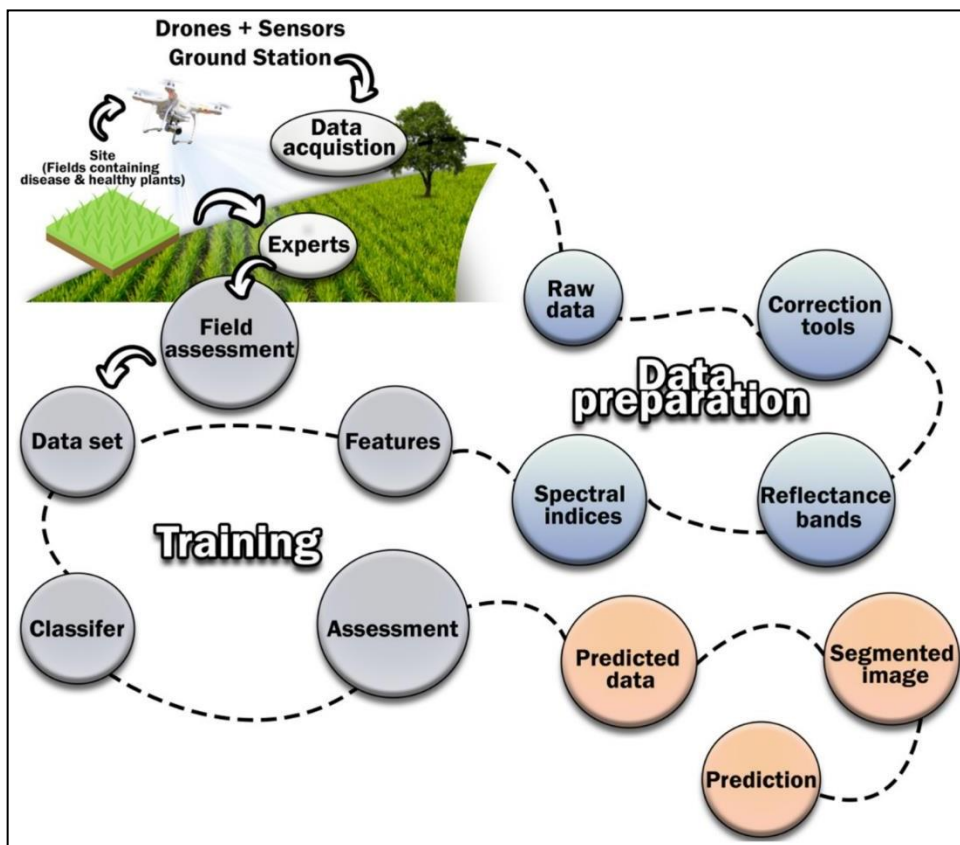 Drones + Sensors
Ground Station
Data
acquistion
Site
(Fields containing
disease & healthy plants)
Experts
Field
assessment
Raw
data
Correction
tools
Data
preparation
Data set
Features
Spectral
indices
Reflectance
bands
Training
Classifer
Assessment
Predicted
data
Segmented
image
Prediction